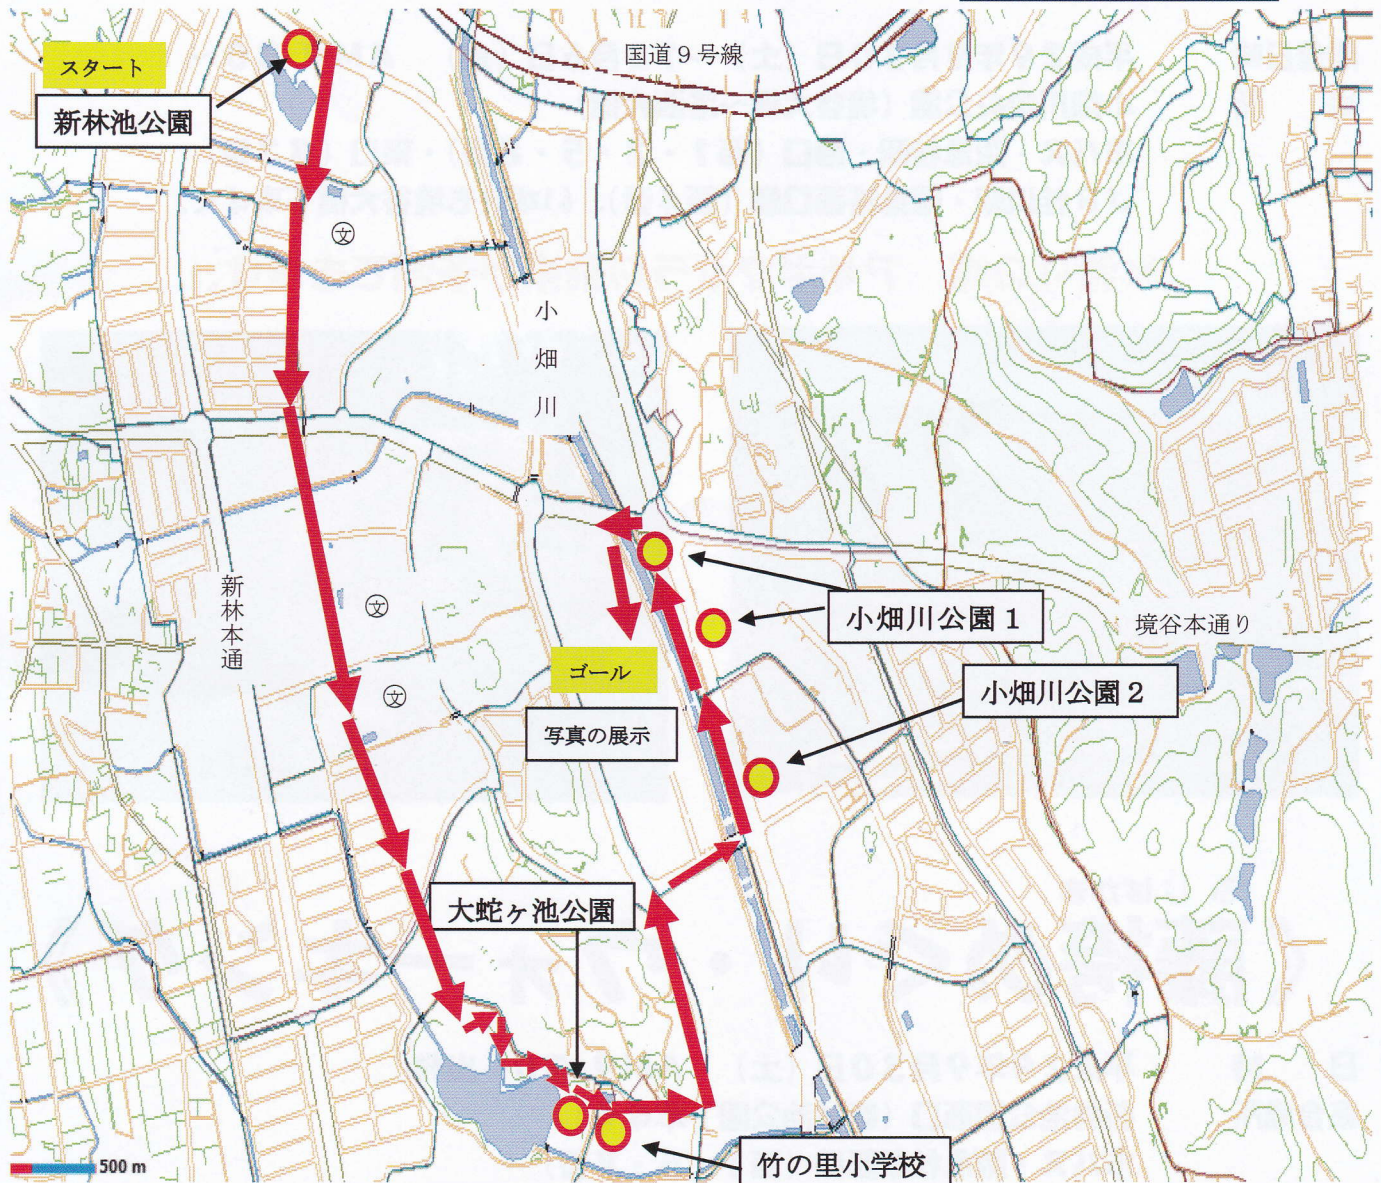 国道９号線
スタート
新林池公園
文
小畑川
文
新林本通
小畑川公園１
境谷本通り
ゴール
小畑川公園２
文
写真の展示
大蛇ヶ池公園
竹の里小学校
500 m